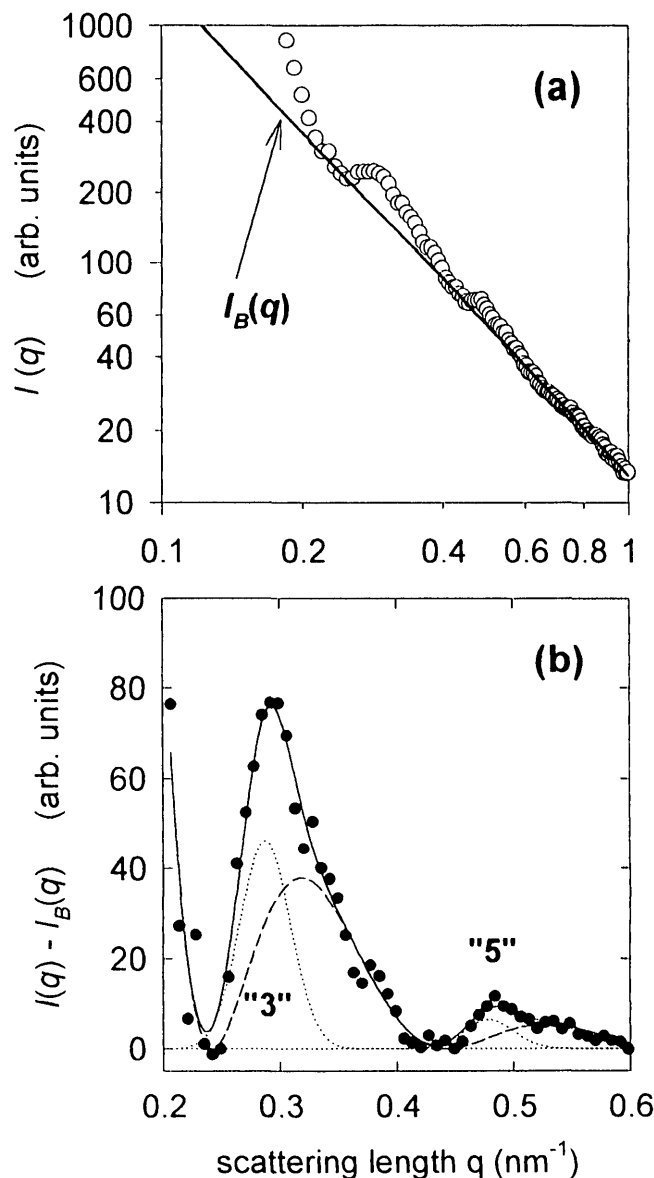 1000
800
600
400
200
100
80
60
40
20
10
I (q) (arb. units)
(a)
I_B(q)
0.1 0.2 0.4 0.6 0.8 1
100
80
60
40
20
0
I(q) - I_B(q) (arb. units)
(b)
"3"
"5"
0.2 0.3 0.4 0.5 0.6
scattering length q (nm⁻¹)